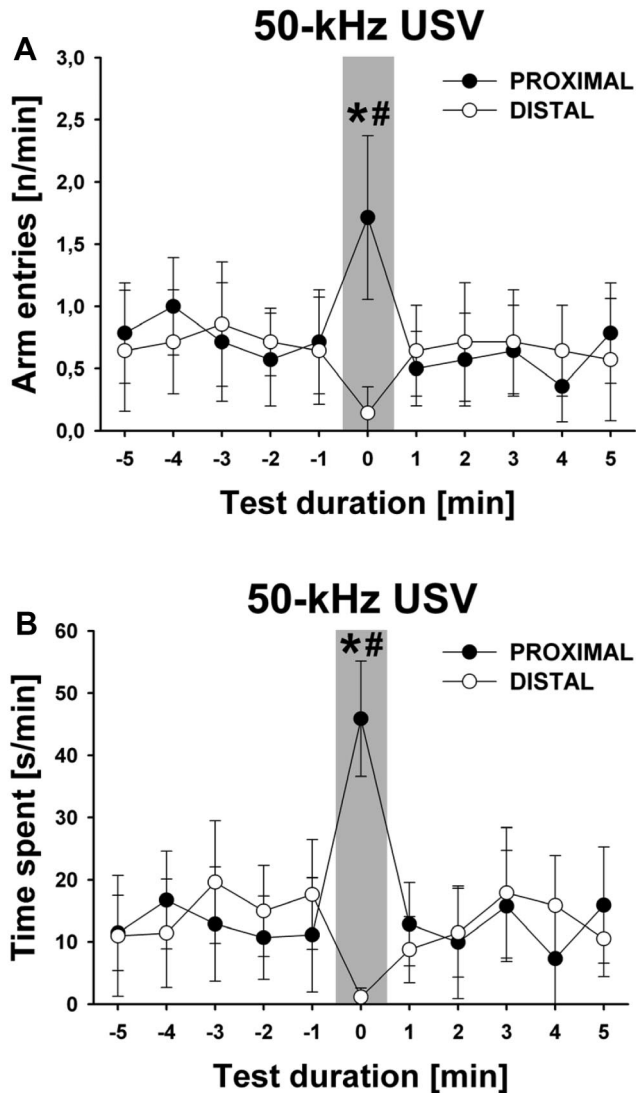 A
50-kHz USV
Arm entries [n/min]
3,0
2,5
2,0
1,5
1,0
0,5
0,0
*#
PROXIMAL
DISTAL
-5 -4 -3 -2 -1 0 1 2 3 4 5
Test duration [min]
B
50-kHz USV
Time spent [s/min]
60
50
40
30
20
10
0
*#
PROXIMAL
DISTAL
-5 -4 -3 -2 -1 0 1 2 3 4 5
Test duration [min]